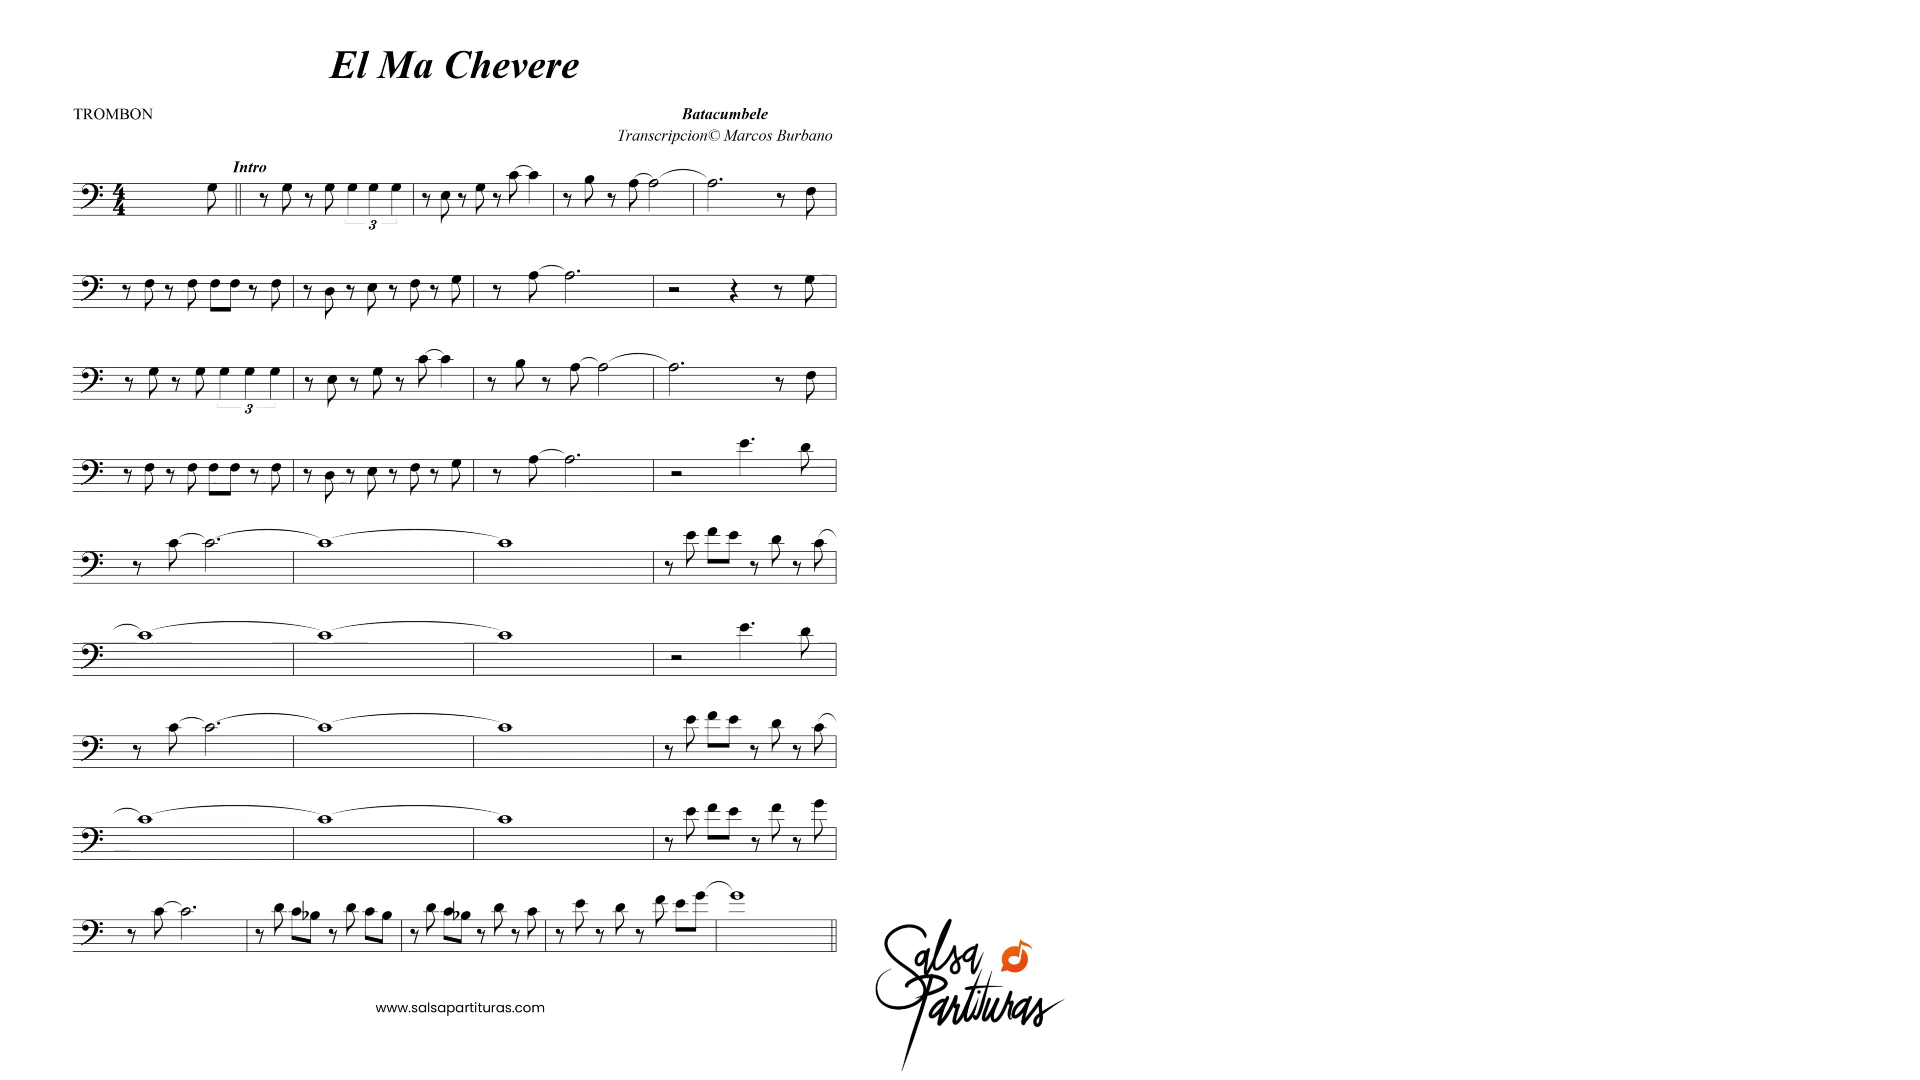 El Ma Chevere
TROMBON
Batacumbele
Transcripcion© Marcos Burbano
Intro
3
3
www.salsapartituras.com
Salsa
Partituras